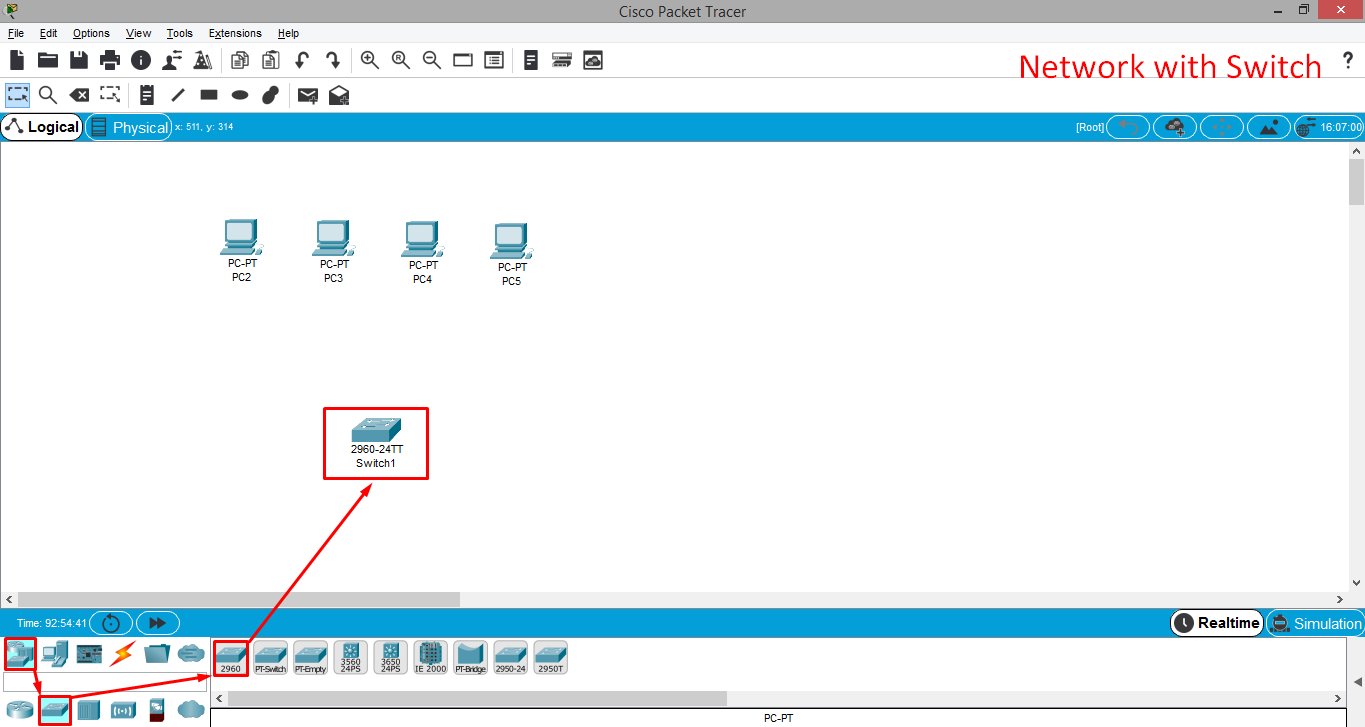 Cisco Packet Tracer
File Edit Options View Tools Extensions Help
Network with Switch
?
Logical Physical x: 511, y: 314 [Root] 16:07:00
PC-PT PC-PT PC-PT PC-PT
PC2 PC3 PC4 PC5
2960-24TT
Switch1
Time: 92:54:41 Realtime Simulation
2960 PT-Switch PT-Empty 3560 24PS 3650 24PS IE 2000 PT-Bridge 2950-24 2950T
PC-PT